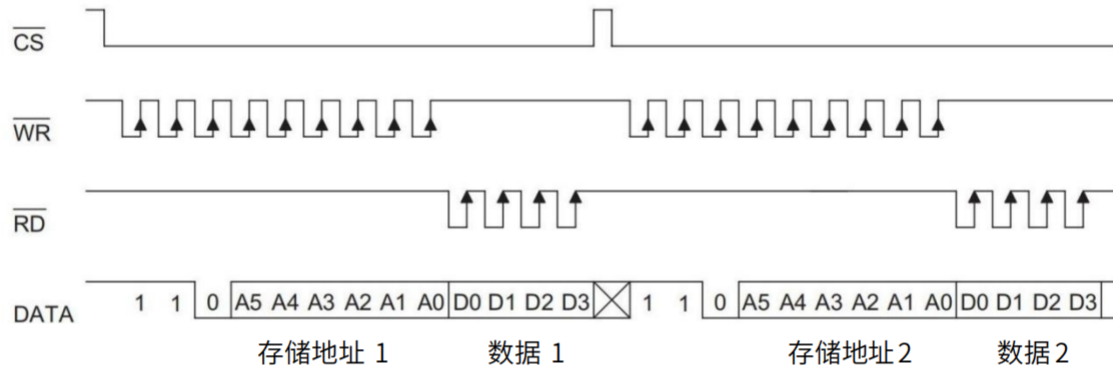 CS
WR
RD
DATA 1 1 0 A5 A4 A3 A2 A1 A0 D0 D1 D2 D3 1 1 0 A5 A4 A3 A2 A1 A0 D0 D1 D2 D3
存储地址 1 数据 1 存储地址2 数据2